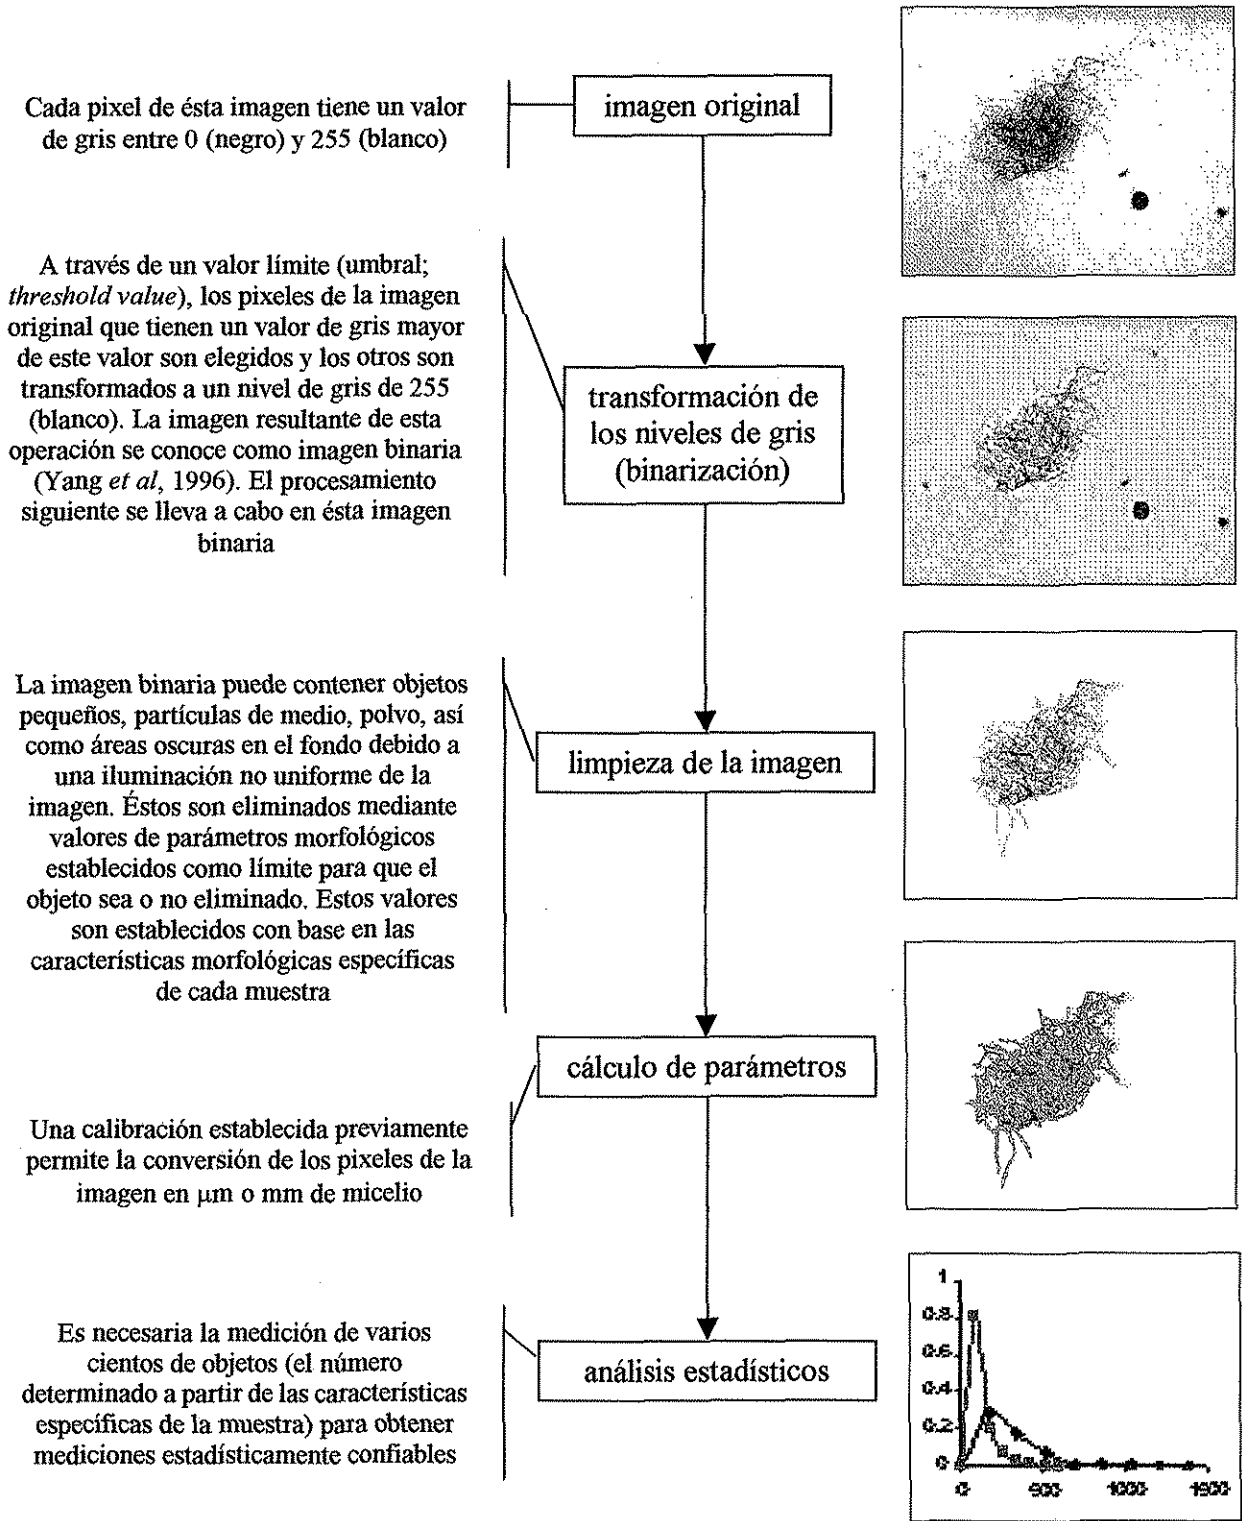 Cada pixel de ésta imagen tiene un valor
de gris entre 0 (negro) y 255 (blanco)
imagen original
A través de un valor límite (umbral;
threshold value), los pixeles de la imagen
original que tienen un valor de gris mayor
de este valor son elegidos y los otros son
transformados a un nivel de gris de 255
(blanco). La imagen resultante de esta
operación se conoce como imagen binaria
(Yang et al, 1996). El procesamiento
siguiente se lleva a cabo en ésta imagen
binaria
transformación de
los niveles de gris
(binarización)
La imagen binaria puede contener objetos
pequeños, partículas de medio, polvo, así
como áreas oscuras en el fondo debido a
una iluminación no uniforme de la
imagen. Éstos son eliminados mediante
valores de parámetros morfológicos
establecidos como límite para que el
objeto sea o no eliminado. Estos valores
son establecidos con base en las
características morfológicas específicas
de cada muestra
limpieza de la imagen
cálculo de parámetros
Una calibración establecida previamente
permite la conversión de los pixeles de la
imagen en μm o mm de micelio
Es necesaria la medición de varios
cientos de objetos (el número
determinado a partir de las características
específicas de la muestra) para obtener
mediciones estadísticamente confiables
análisis estadísticos
1
0.8
0.6
0.4
0.2
0
0 500 1000 1500